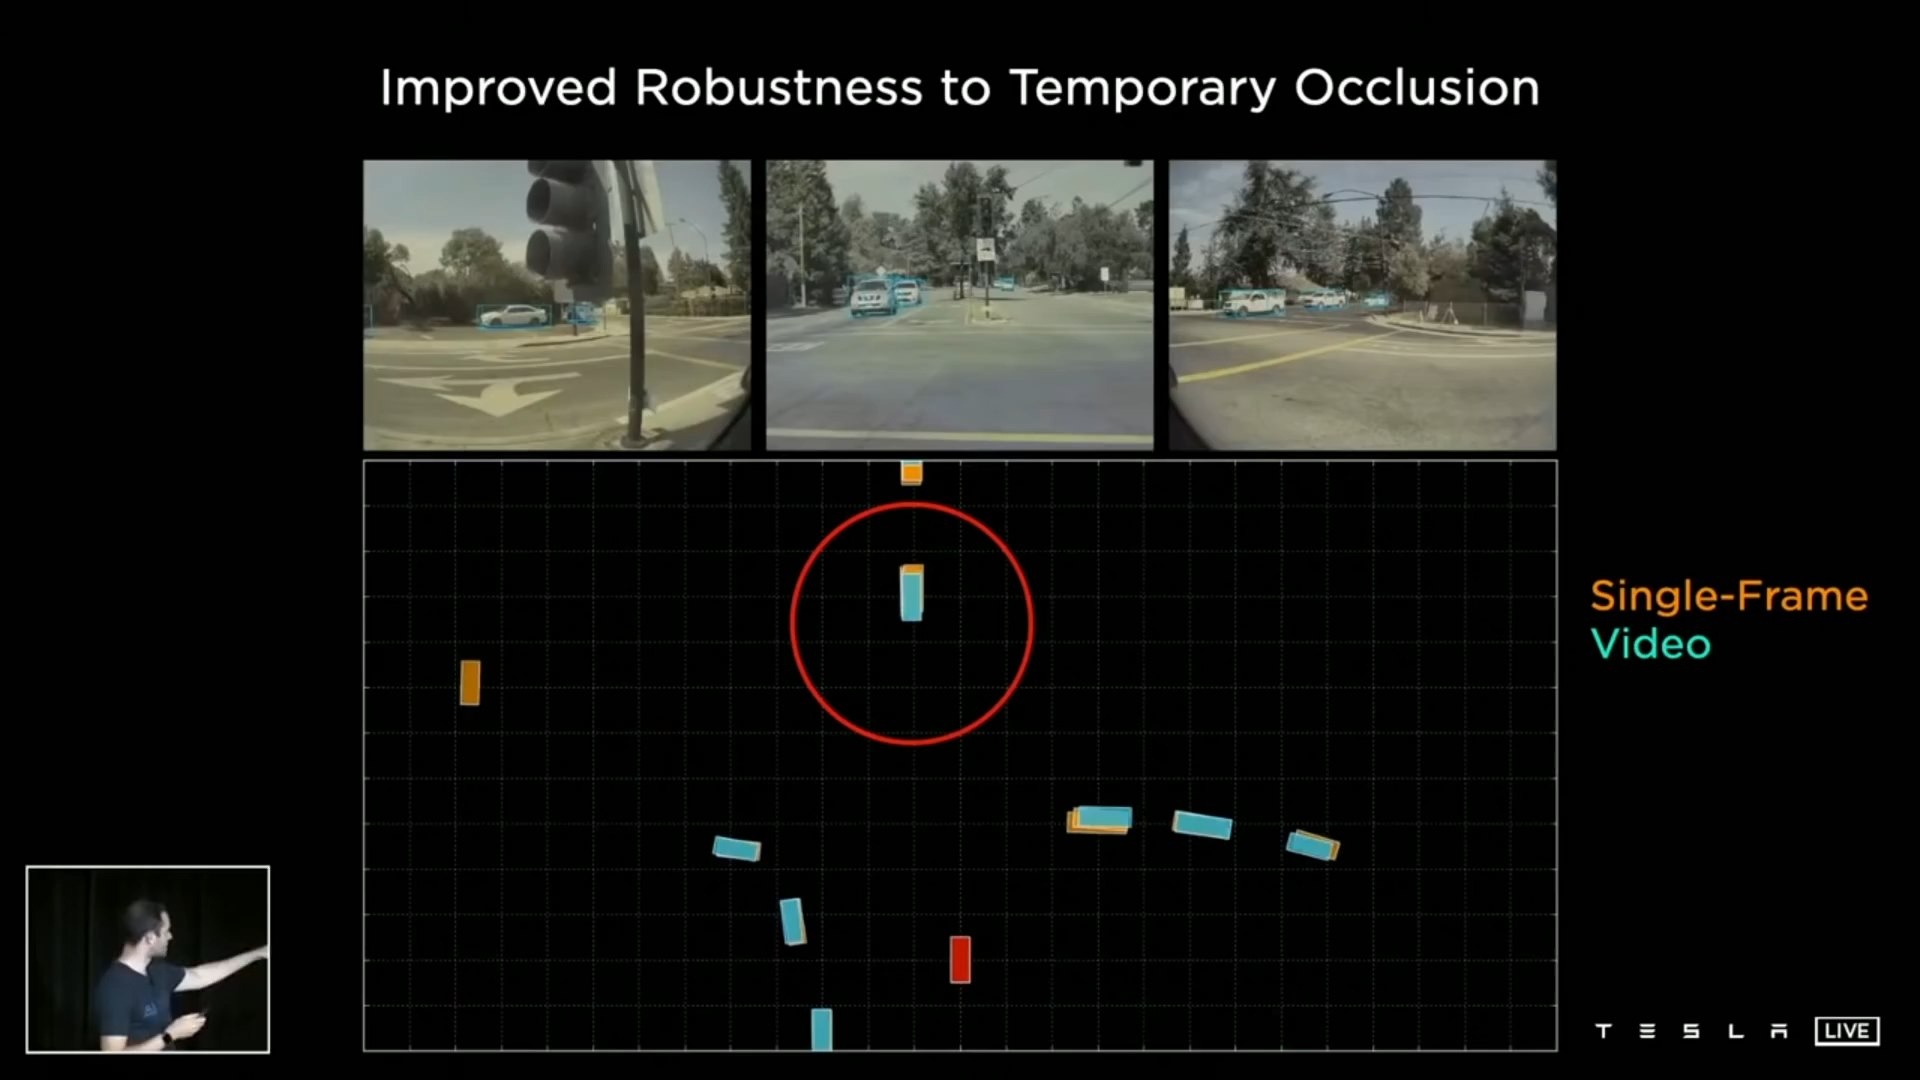 Improved Robustness to Temporary Occlusion
Single-Frame
Video
TESLA LIVE